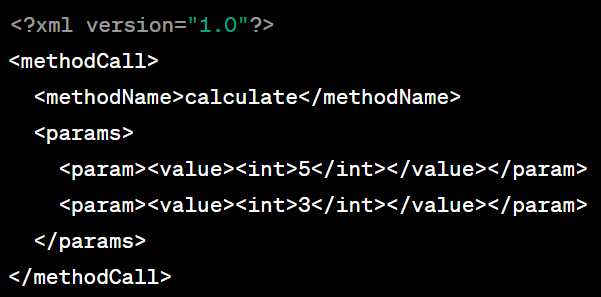 <?xml version="1.0"?>
<methodCall>
  <methodName>calculate</methodName>
  <params>
    <param><value><int>5</int></value></param>
    <param><value><int>3</int></value></param>
  </params>
</methodCall>